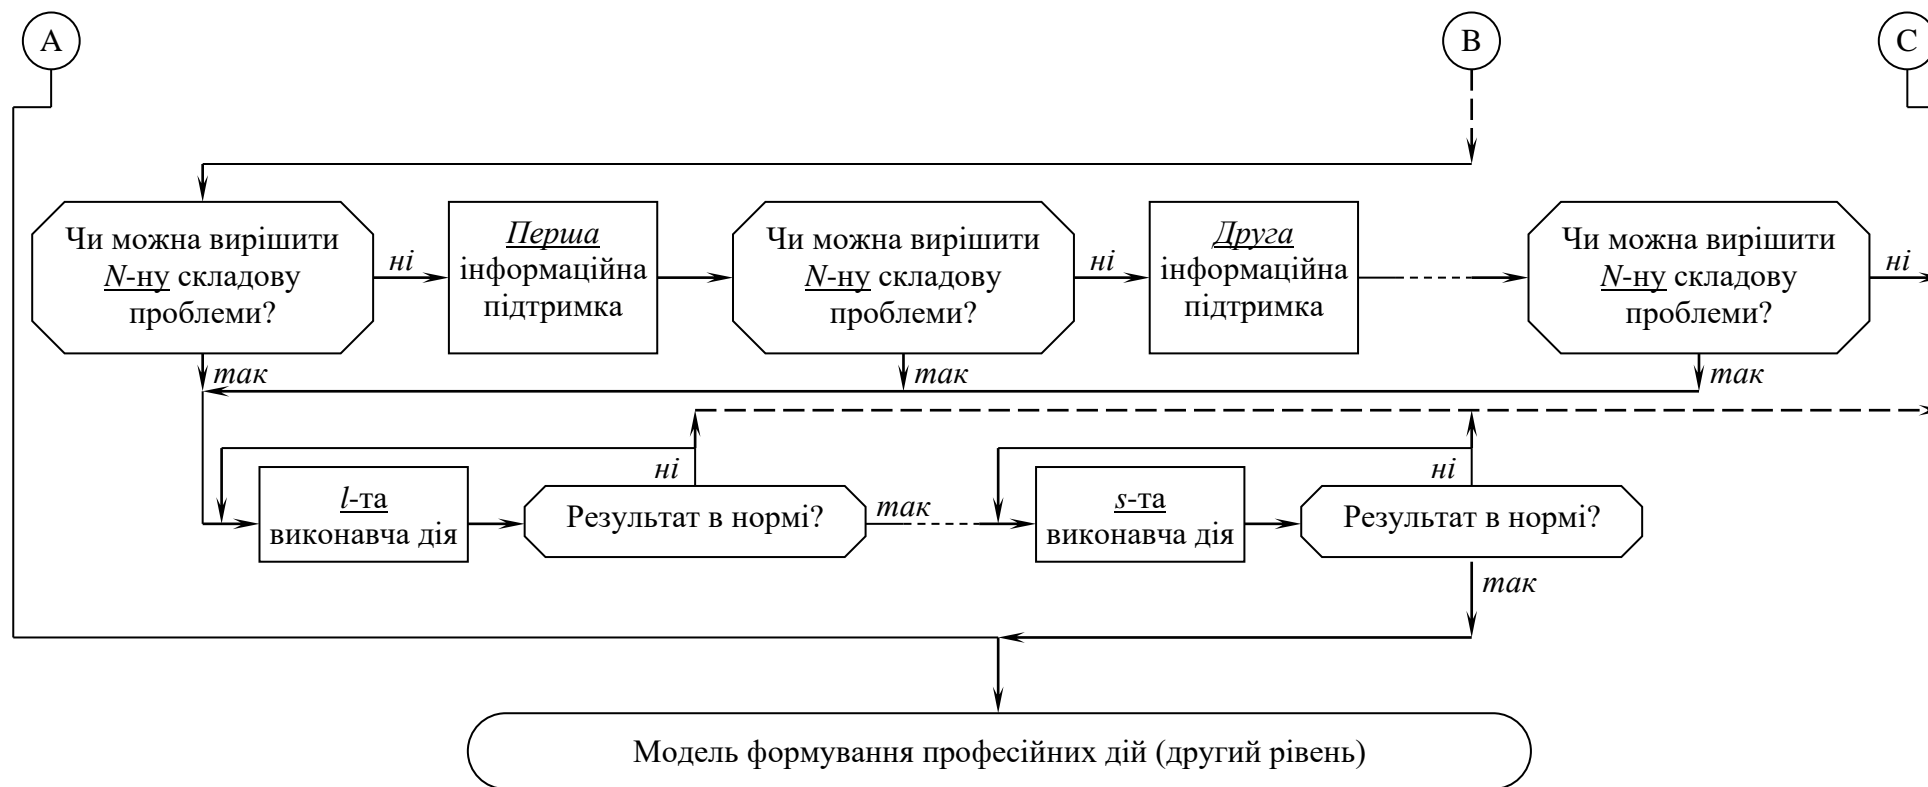 A
B
C
Чи можна вирішити
N-ну складову
проблеми?
ні
Перша
інформаційна
підтримка
Чи можна вирішити
N-ну складову
проблеми?
ні
Друга
інформаційна
підтримка
Чи можна вирішити
N-ну складову
проблеми?
ні
так
так
так
l-та
виконавча дія
ні
Результат в нормі?
так
s-та
виконавча дія
ні
Результат в нормі?
так
Модель формування професійних дій (другий рівень)